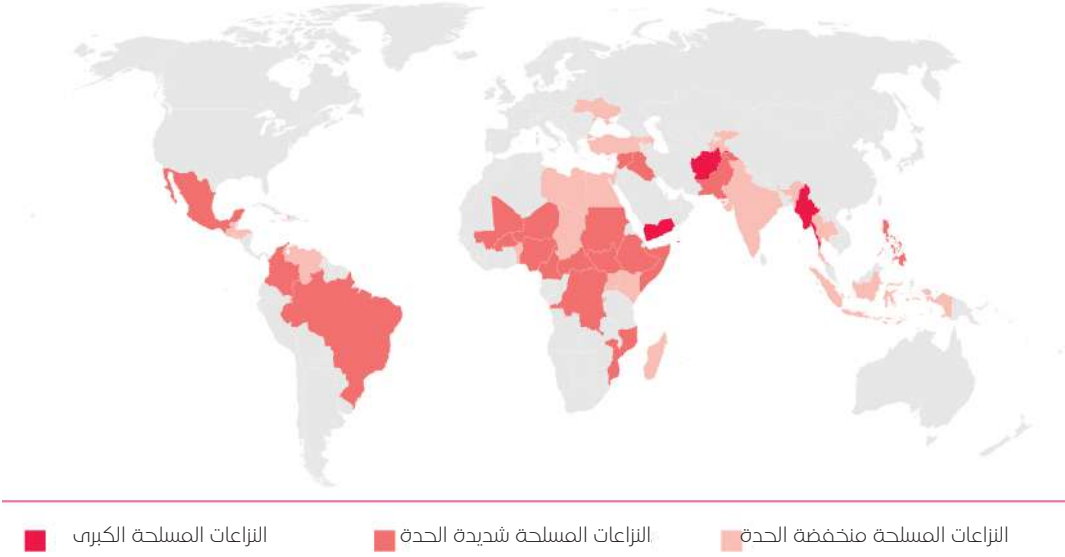 النزاعات المسلحة منخفضة الحدة
النزاعات المسلحة شديدة الحدة
النزاعات المسلحة الكبرى